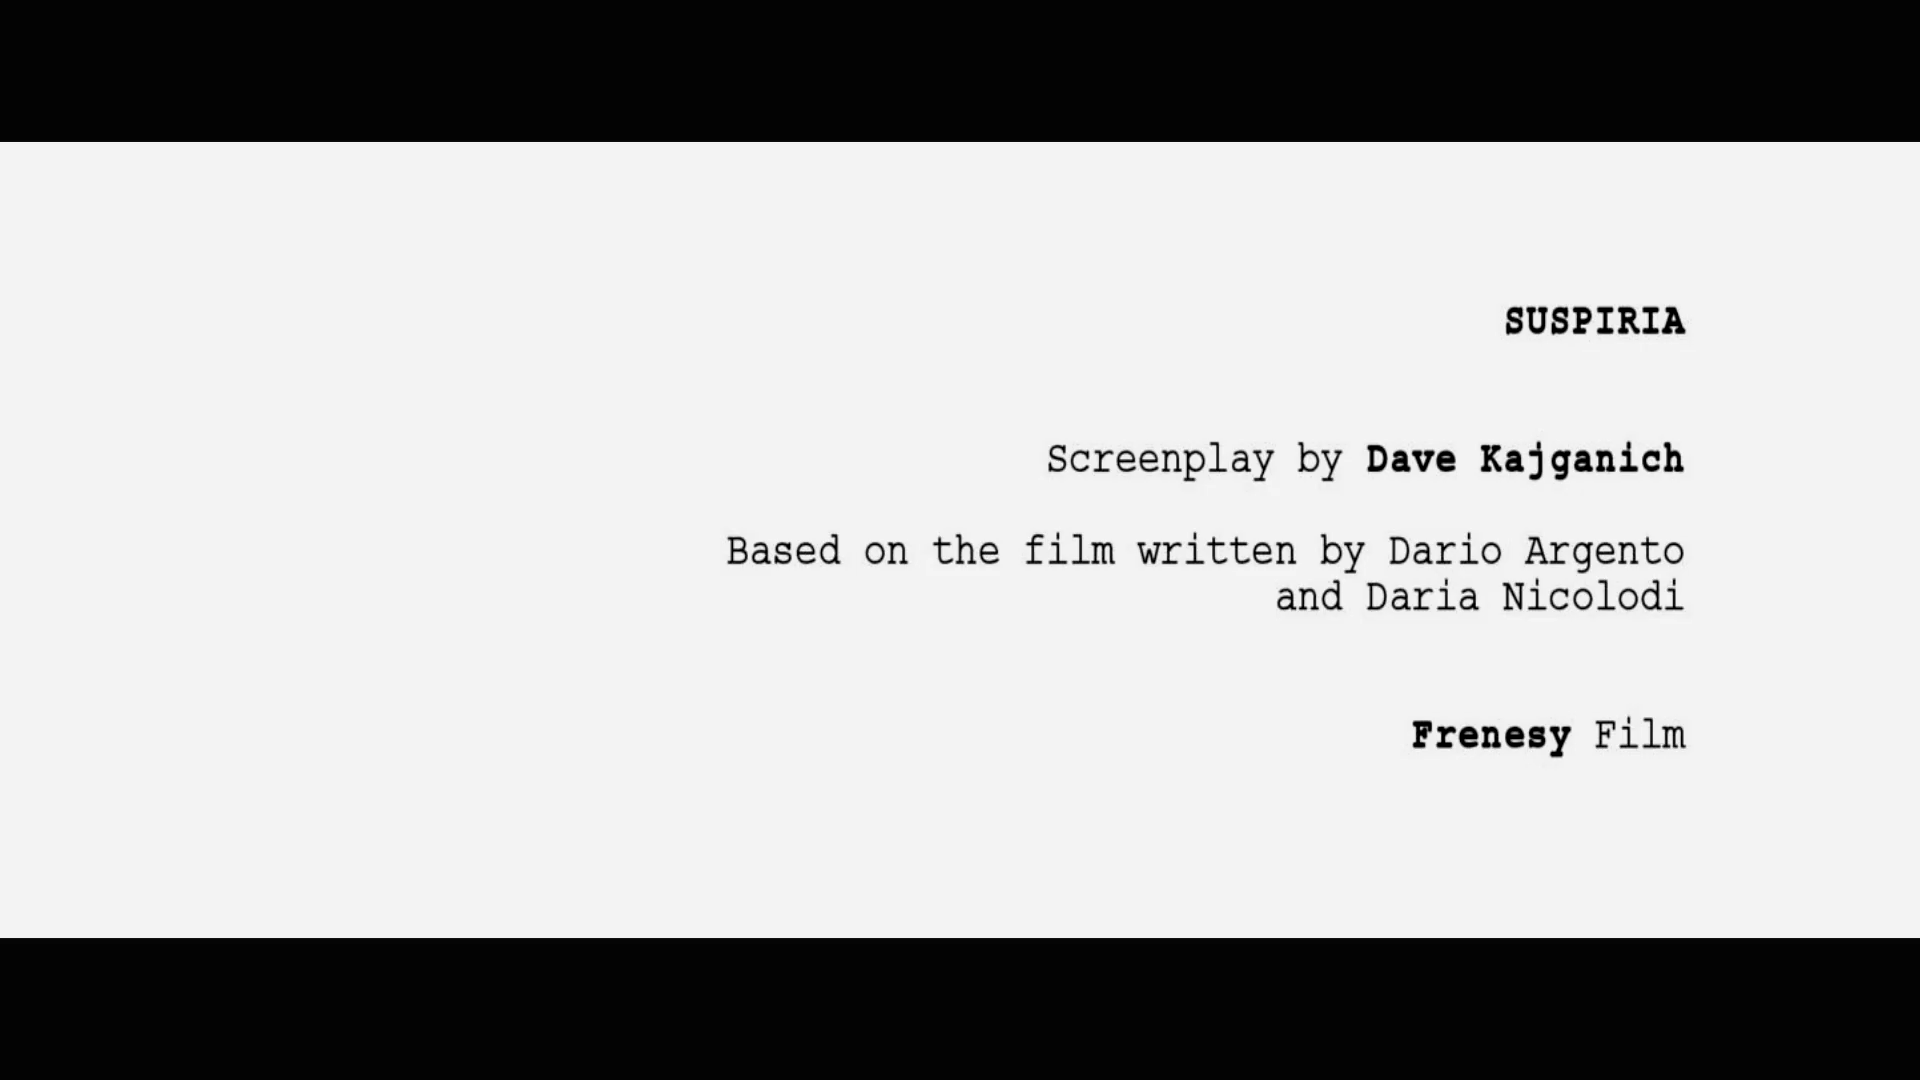 SUSPIRIA
Screenplay by Dave Kajganich
Based on the film written by Dario Argento
and Daria Nicolodi
Frenesy Film